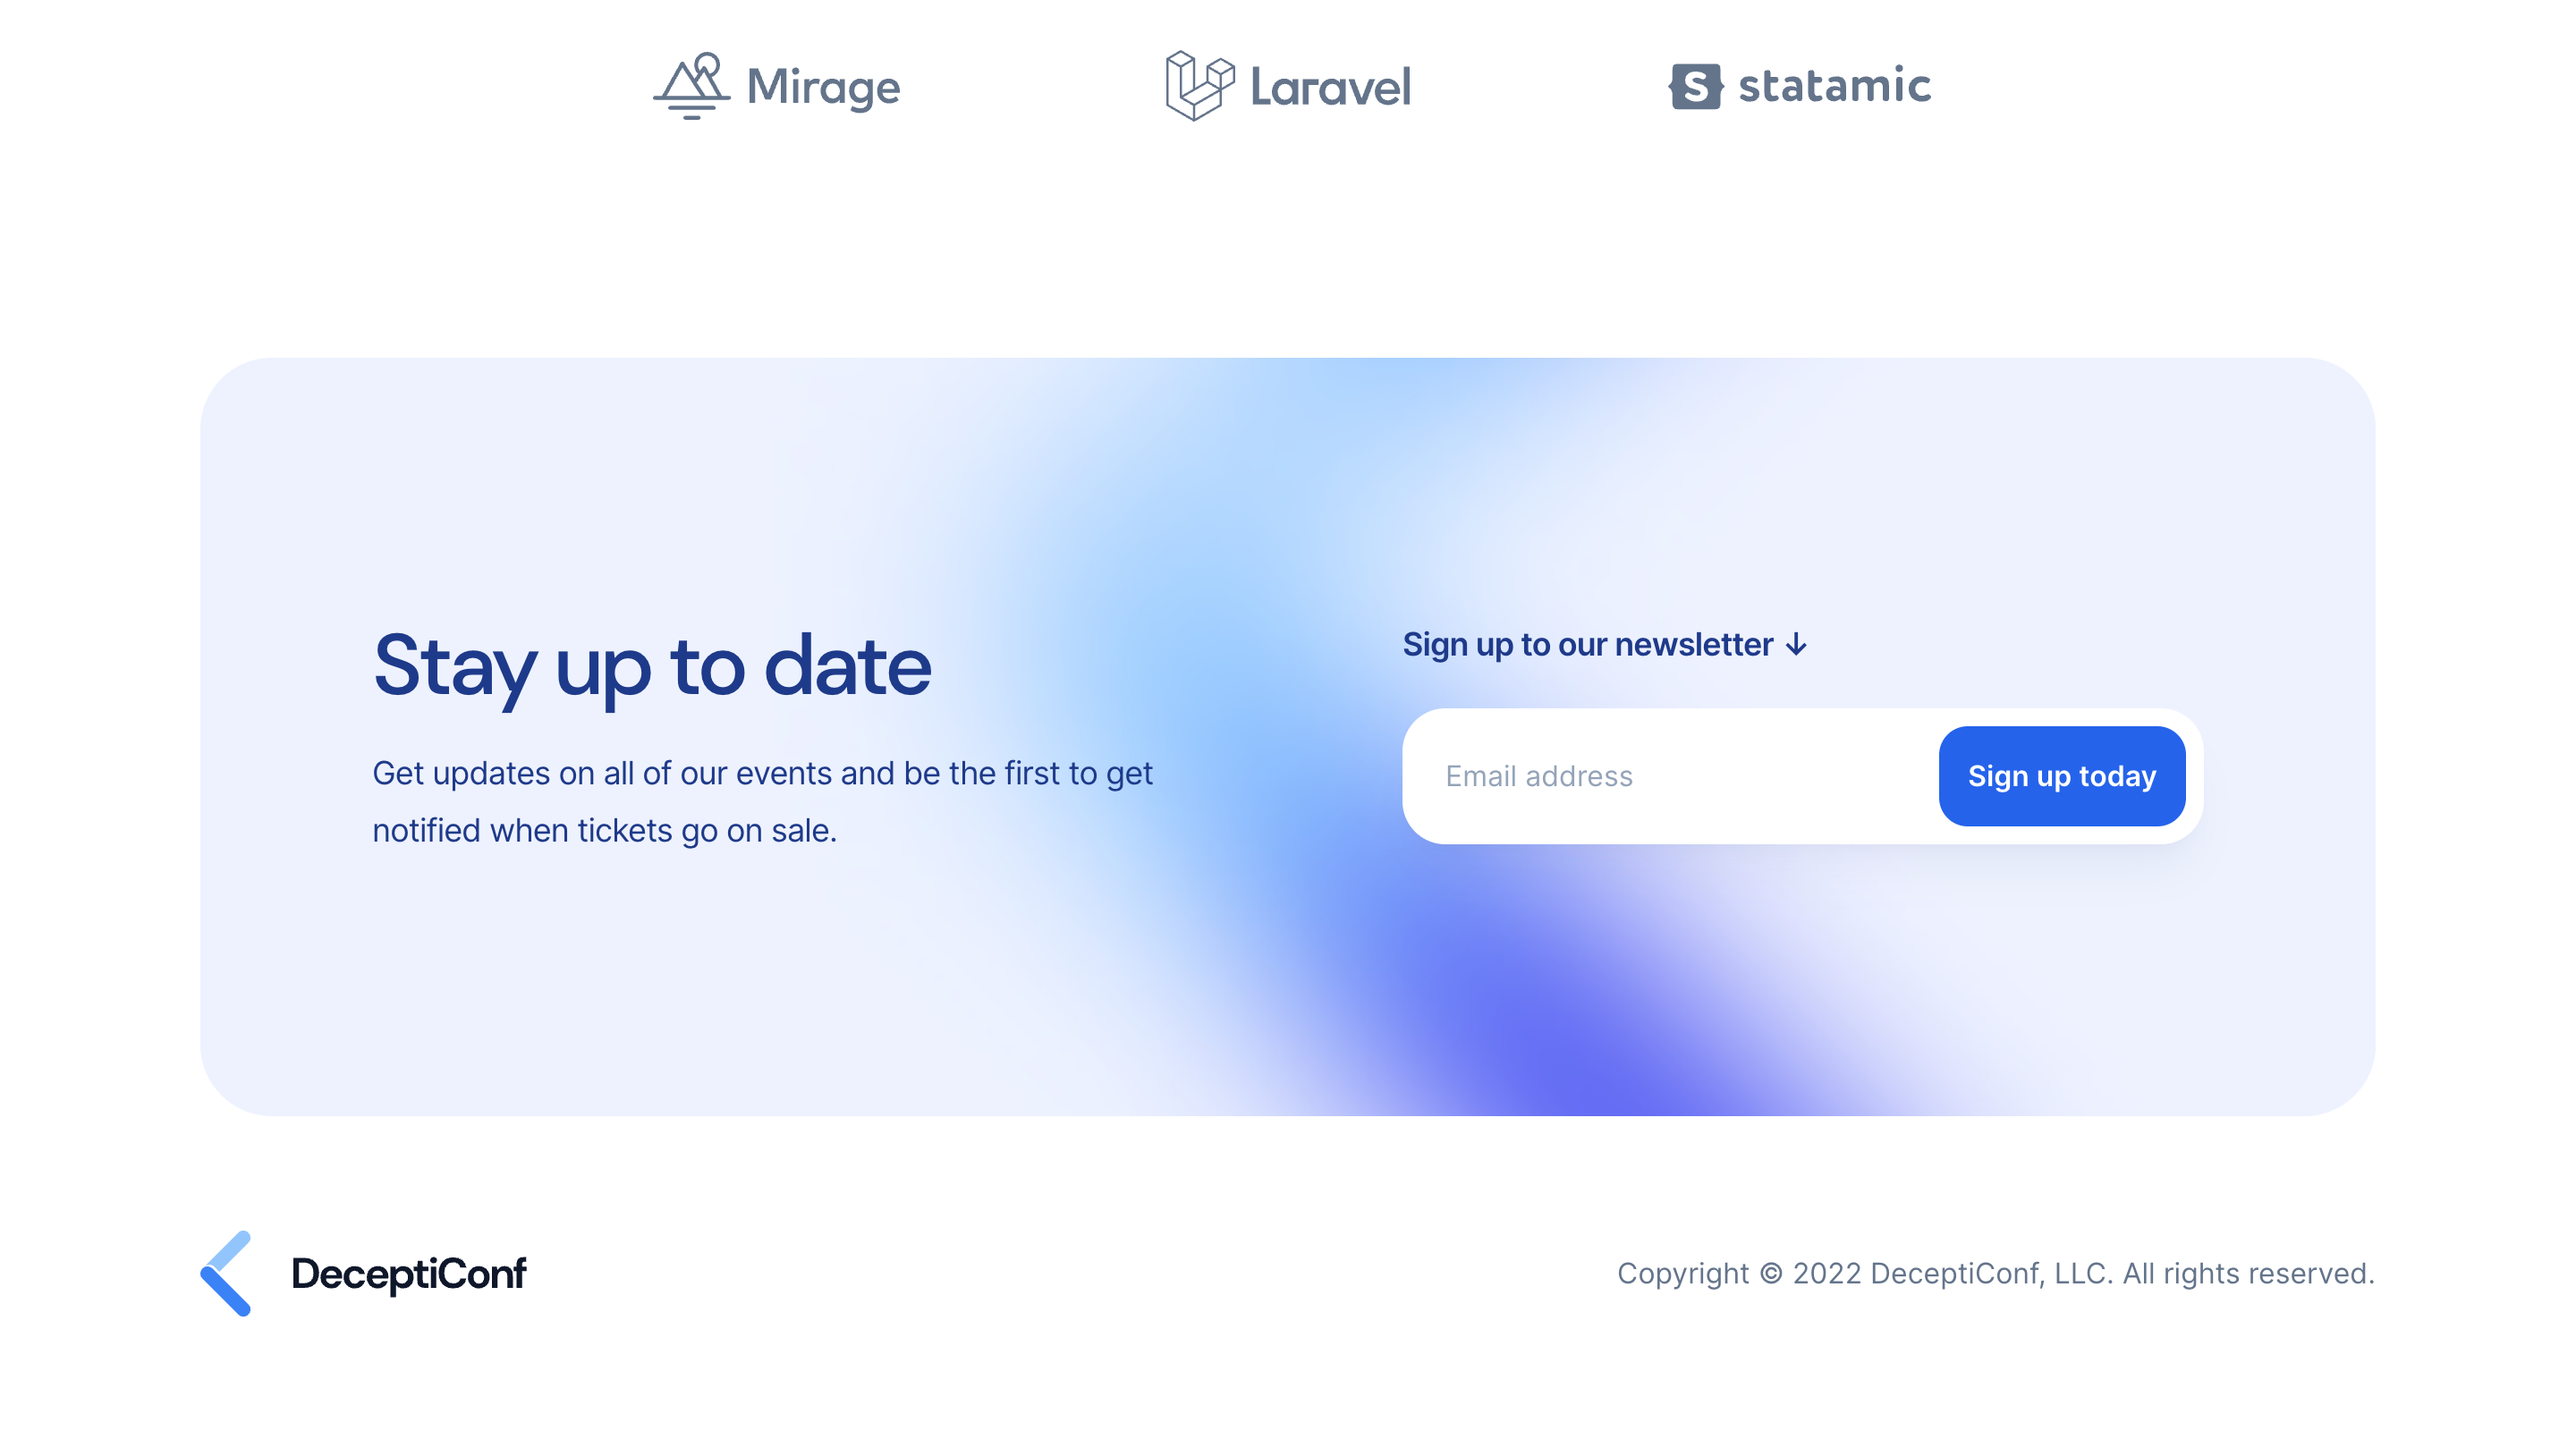 Mirage
Laravel
S statamic
Stay up to date
Get updates on all of our events and be the first to get
notified when tickets go on sale.
Sign up to our newsletter ↓
Email address
Sign up today
DeceptiConf
Copyright © 2022 DeceptiConf, LLC. All rights reserved.